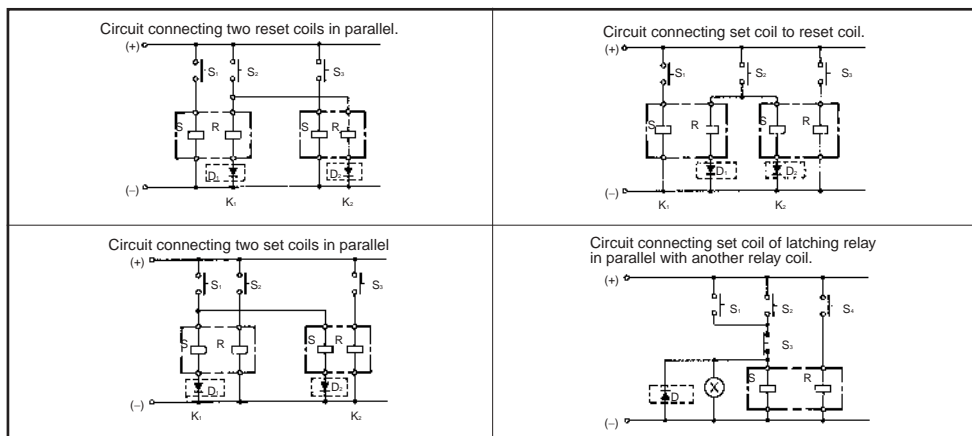 Circuit connecting two reset coils in parallel.
(+)
S₁ S₂ S₃
S R S R
D₁ D₂
(−)
K₁ K₂
Circuit connecting set coil to reset coil.
(+)
S₁ S₂ S₃
S R S R
D₁ D₂
(−)
K₁ K₂
Circuit connecting two set coils in parallel
(+)
S₁ S₂ S₃
S R S R
D₁ D₂
(−)
K₁ K₂
Circuit connecting set coil of latching relay
in parallel with another relay coil.
(+)
S₁ S₂ S₄
S₃
S R
D X
(−)